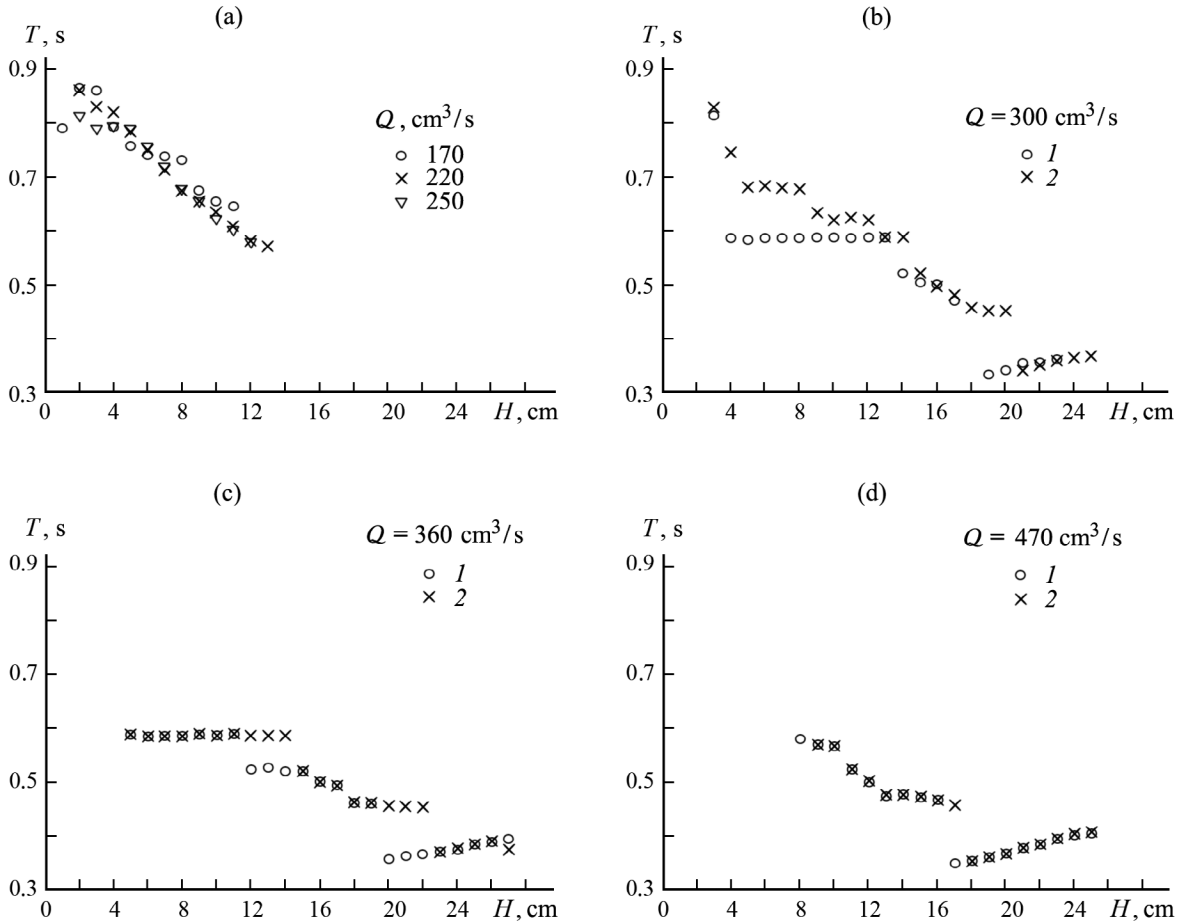 (a)
T, s
0.9
0.7
0.5
0.3
0 4 8 12 16 20 24 H, cm
Q, cm³/s
170
220
250
(b)
T, s
0.9
0.7
0.5
0.3
0 4 8 12 16 20 24 H, cm
Q = 300 cm³/s
1
2
(c)
T, s
0.9
0.7
0.5
0.3
0 4 8 12 16 20 24 H, cm
Q = 360 cm³/s
1
2
(d)
T, s
0.9
0.7
0.5
0.3
0 4 8 12 16 20 24 H, cm
Q = 470 cm³/s
1
2